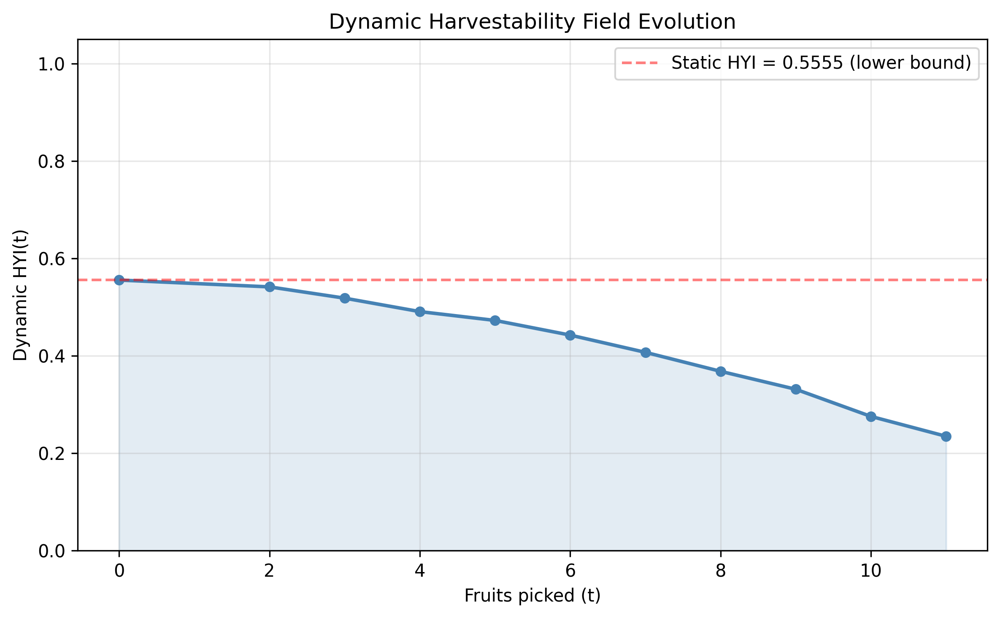 Dynamic Harvestability Field Evolution
Static HYI = 0.5555 (lower bound)
Dynamic HYI(t)
1.0
0.8
0.6
0.4
0.2
0.0
0 2 4 6 8 10
Fruits picked (t)